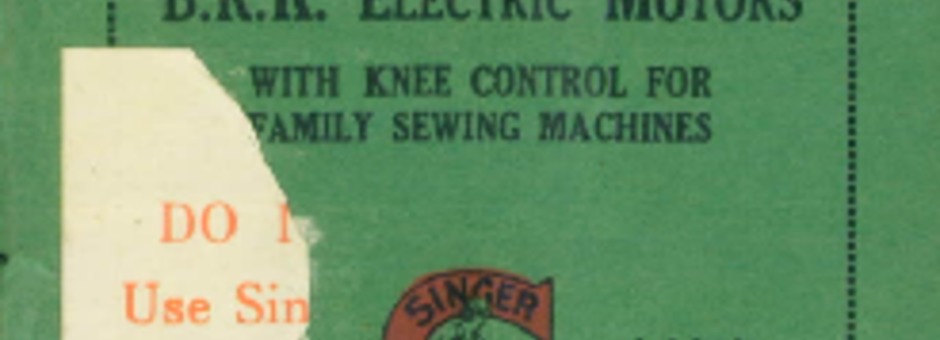 B.R.K. ELECTRIC MOTORS
WITH KNEE CONTROL FOR
FAMILY SEWING MACHINES
DO
Use Sin
SINGER